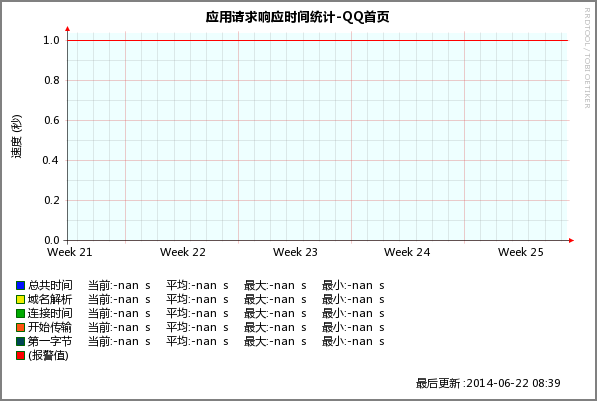 应用请求响应时间统计-QQ首页
RRDTOOL / TOBI OETIKER
速度 (秒)
1.0
0.8
0.6
0.4
0.2
0.0
Week 21 Week 22 Week 23 Week 24 Week 25
总共时间 当前:-nan s 平均:-nan s 最大:-nan s 最小:-nan s
域名解析 当前:-nan s 平均:-nan s 最大:-nan s 最小:-nan s
连接时间 当前:-nan s 平均:-nan s 最大:-nan s 最小:-nan s
开始传输 当前:-nan s 平均:-nan s 最大:-nan s 最小:-nan s
第一字节 当前:-nan s 平均:-nan s 最大:-nan s 最小:-nan s
(报警值)
最后更新 :2014-06-22 08:39